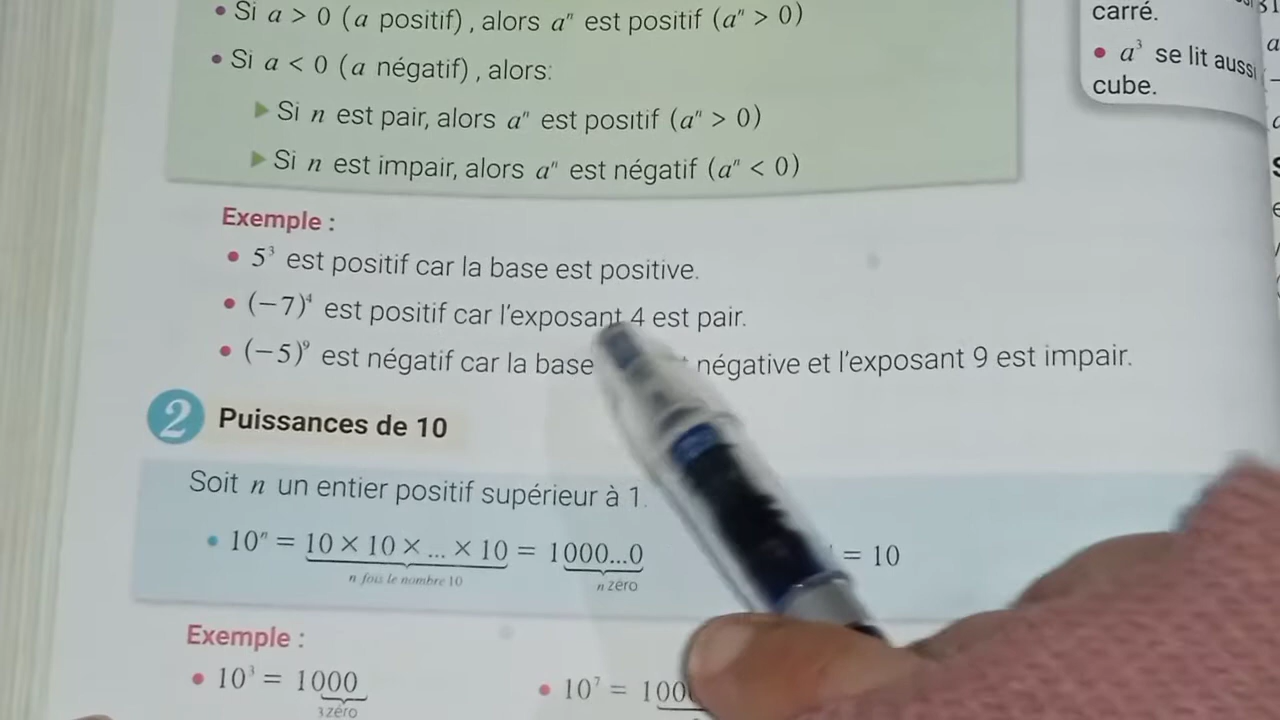 • Si a > 0 (a positif), alors aⁿ est positif (aⁿ > 0)
• Si a < 0 (a négatif), alors:
▶ Si n est pair, alors aⁿ est positif (aⁿ > 0)
▶ Si n est impair, alors aⁿ est négatif (aⁿ < 0)
carré.
• a³ se lit aussi
cube.
Exemple :
• 5³ est positif car la base est positive.
• (−7)⁴ est positif car l'exposant 4 est pair.
• (−5)⁹ est négatif car la base négative et l'exposant 9 est impair.
2 Puissances de 10
Soit n un entier positif supérieur à 1.
• 10ⁿ = 10 × 10 × ... × 10 = 1000...0
n fois le nombre 10
n zéro
= 10
Exemple :
• 10³ = 1000
3 zéro
• 10⁷ = 100